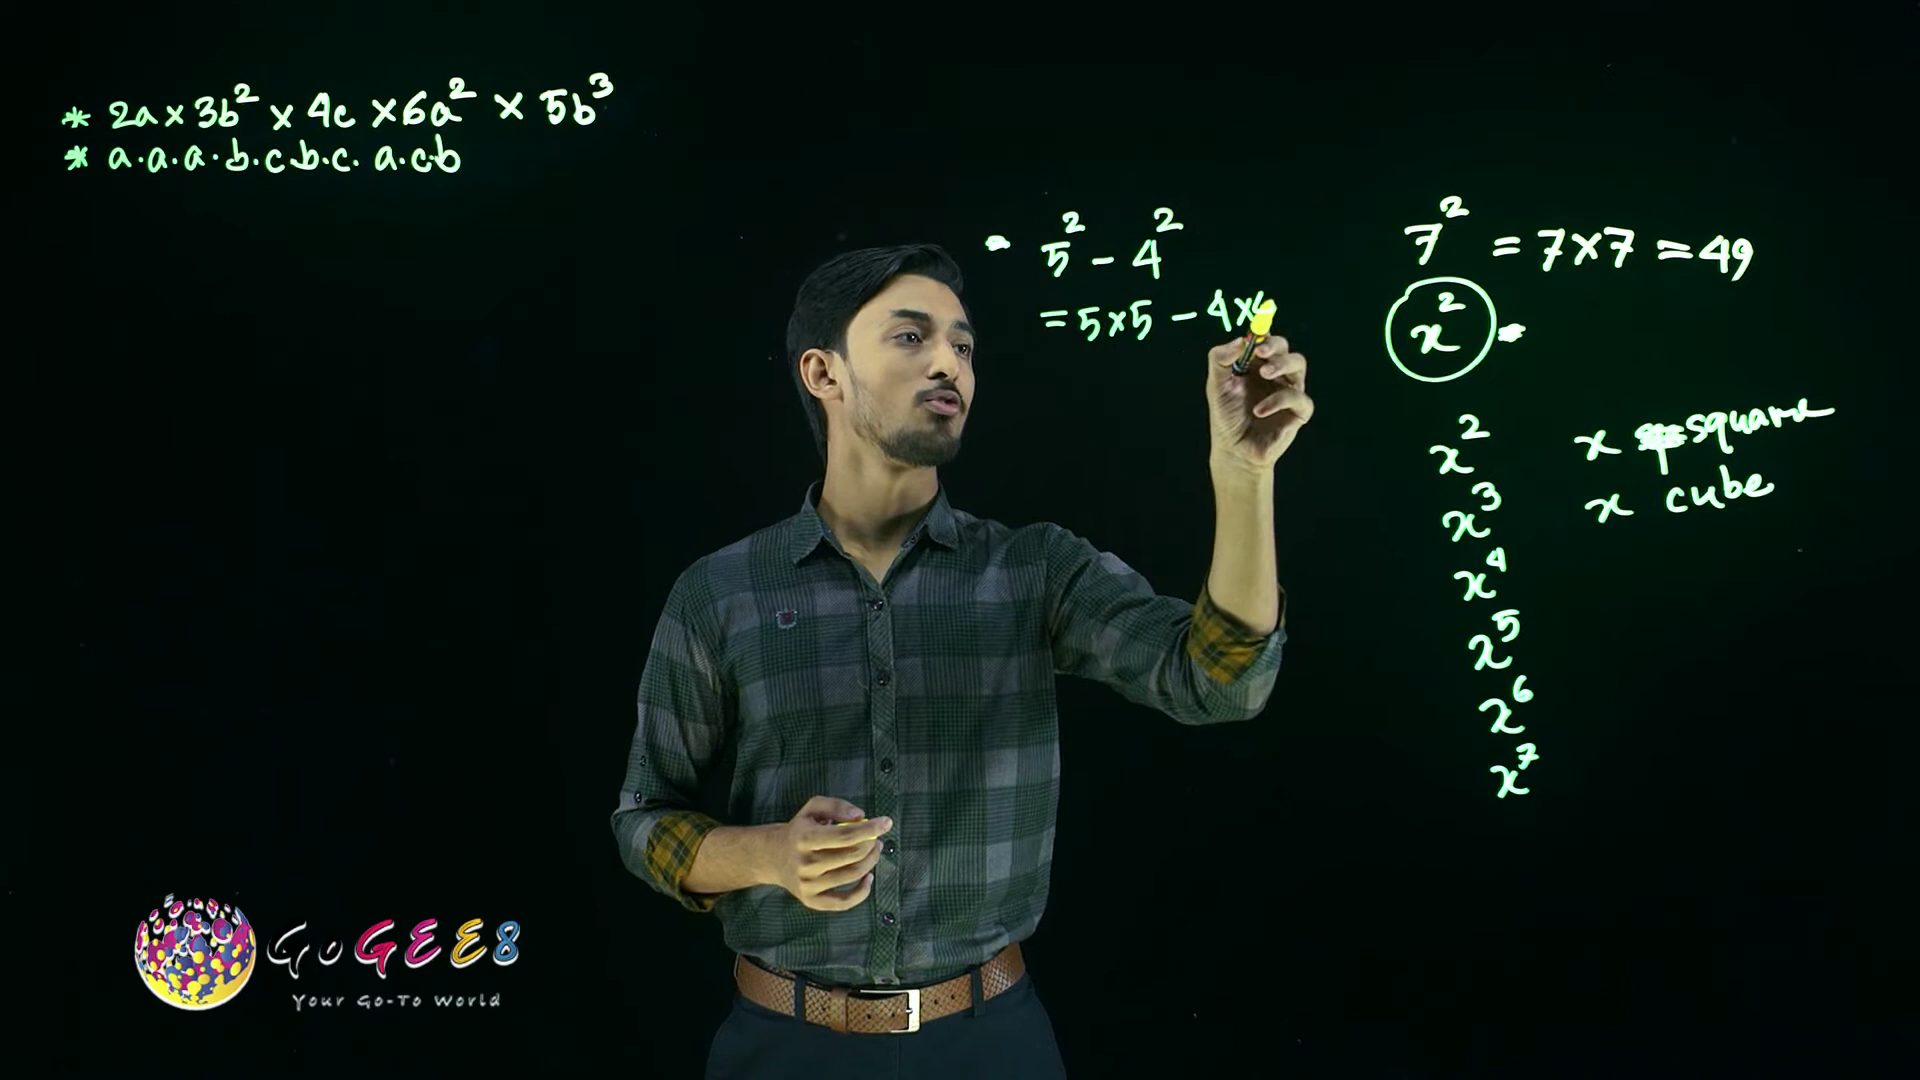 * 2a × 3b² × 4c × 6a² × 5b³
* a.a.a.b.c.b.c. a.c.b
- 5² - 4²
= 5×5 - 4×4
7² = 7×7 = 49
x²
x² x square
x³ x cube
x⁴
x⁵
x⁶
x⁷
GoGEE8
Your Go-To World